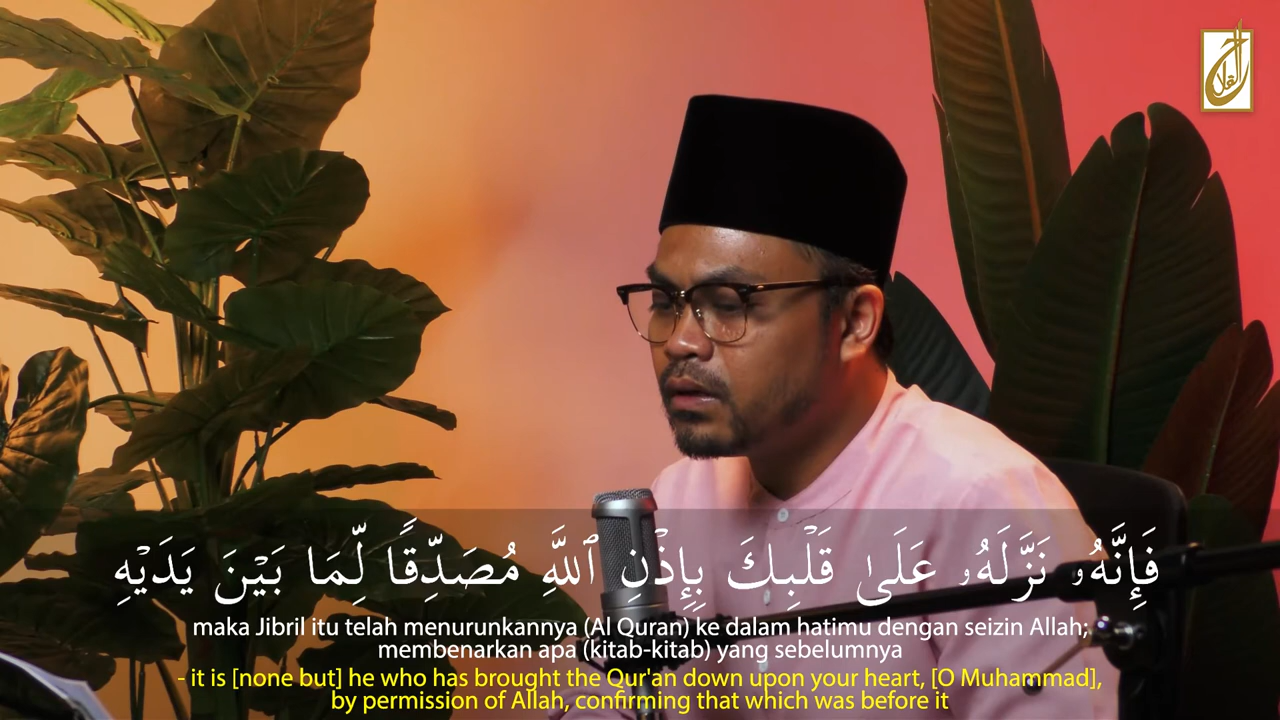 الفلاح
فَإِنَّهُۥ نَزَّلَهُۥ عَلَىٰ قَلْبِكَ بِإِذْنِ ٱللَّهِ مُصَدِّقًا لِّمَا بَيْنَ يَدَيْهِ
maka Jibril itu telah menurunkannya (Al Quran) ke dalam hatimu dengan seizin Allah;
membenarkan apa (kitab-kitab) yang sebelumnya
- it is [none but] he who has brought the Qur'an down upon your heart, [O Muhammad],
by permission of Allah, confirming that which was before it